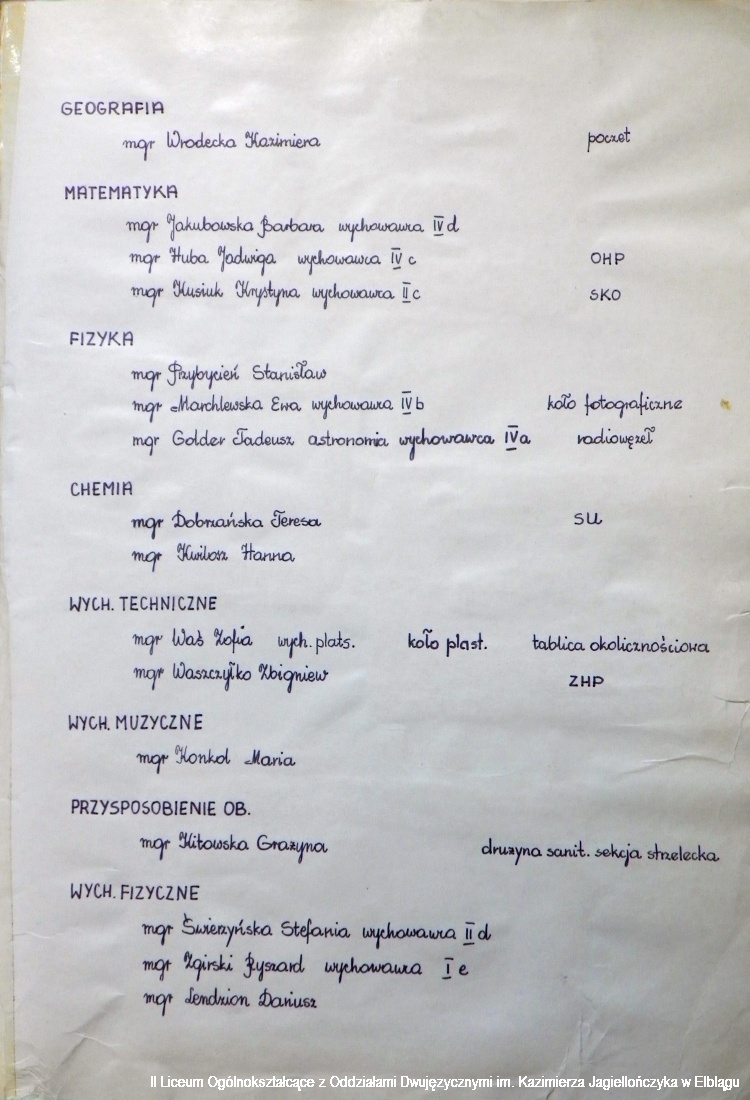 GEOGRAFIA
mgr Wrodecka Kazimiera poczet
MATEMATYKA
mgr Jakubowska Barbara wychowawca IV d
mgr Huba Jadwiga wychowawca IV c OHP
mgr Kusiuk Krystyna wychowawca II c SKO
FIZYKA
mgr Przybycień Stanisław
mgr Marchlewska Ewa wychowawca IV b koło fotograficzne
mgr Golder Tadeusz astronomia wychowawca IV a radiowęzeł
CHEMIA
mgr Dobrzańska Teresa SU
mgr Kwilosz Hanna
WYCH. TECHNICZNE
mgr Waś Zofia wych. plats. koło plast. tablica okolicznościowa
mgr Waszczyłko Zbigniew ZHP
WYCH. MUZYCZNE
mgr Konkol Maria
PRZYSPOSOBIENIE OB.
mgr Kitowska Grażyna drużyna sanit. sekcja strzelecka
WYCH. FIZYCZNE
mgr Świerzyńska Stefania wychowawca II d
mgr Zgirski Ryszard wychowawca I e
mgr Lendzion Dariusz
II Liceum Ogólnokształcące z Oddziałami Dwujęzycznymi im. Kazimierza Jagiellończyka w Elblągu